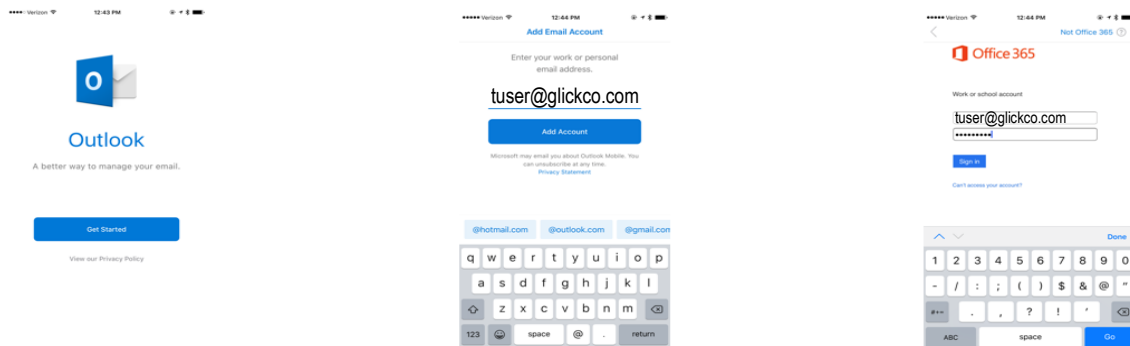 Verizon 12:43 PM
O
Outlook
A better way to manage your email.
Get Started
View our Privacy Policy
Verizon 12:44 PM
Add Email Account
Enter your work or personal
email address.
tuser@glickco.com
Add Account
Microsoft may email you about Outlook Mobile. You
can unsubscribe at any time.
Privacy Statement
@hotmail.com @outlook.com @gmail.com
q w e r t y u i o p
a s d f g h j k l
z x c v b n m
123 space @ . return
Verizon 12:44 PM
Not Office 365 ?
Office 365
Work or school account
tuser@glickco.com
•••••••••
Sign in
Can't access your account?
Done
1 2 3 4 5 6 7 8 9 0
- / : ; ( ) $ & @ "
#+= . , ? ! '
ABC space Go